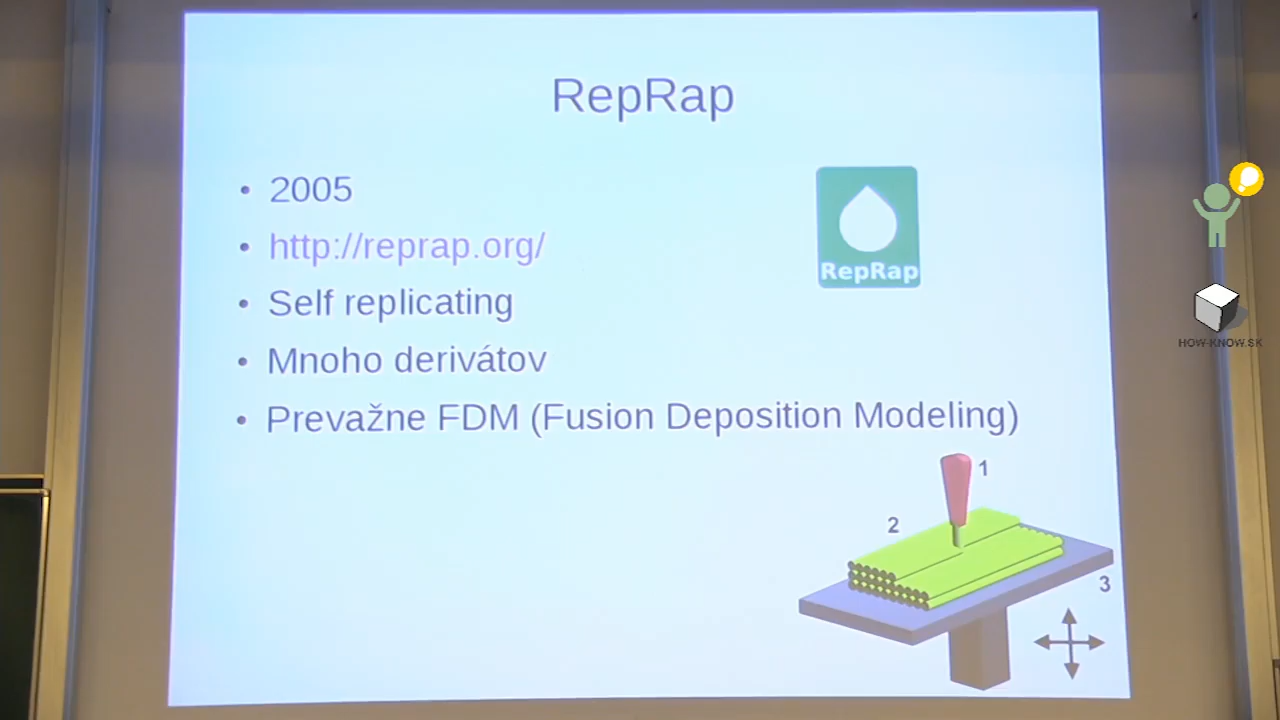 RepRap
• 2005
• http://reprap.org/
• Self replicating
• Mnoho derivátov
• Prevažne FDM (Fusion Deposition Modeling)
RepRap
1
2
3
HOW-KNOW.SK